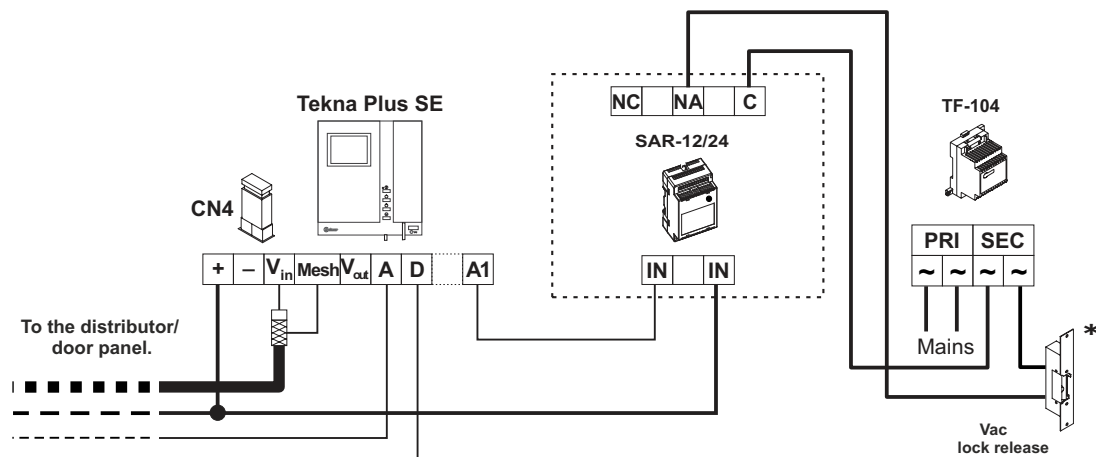 NC NA C
Tekna Plus SE
TF-104
SAR-12/24
CN4
PRI SEC
~ ~ ~ ~
+ – Vin Mesh Vout A D A1
IN IN
To the distributor/
door panel.
Mains
*
Vac
lock release